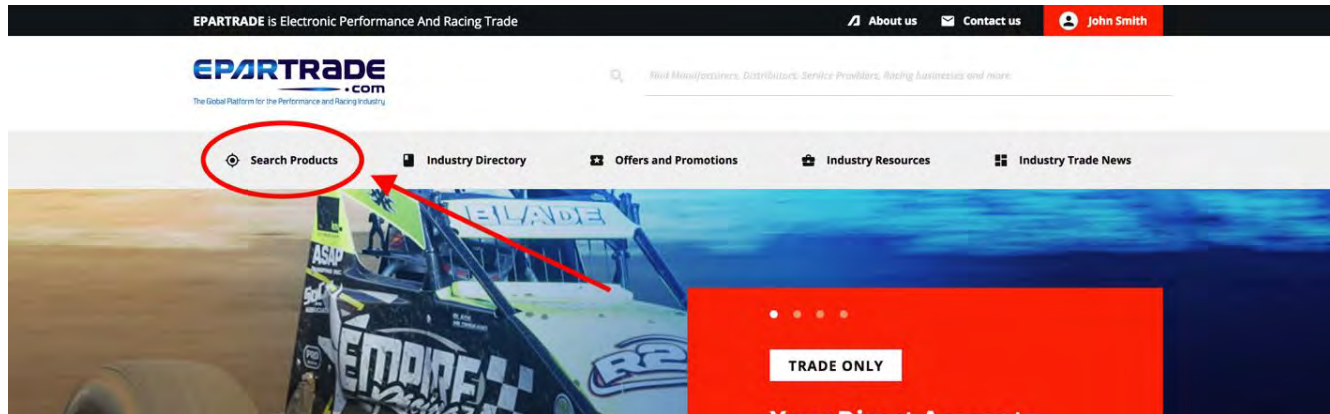 EPARTRADE is Electronic Performance And Racing Trade
About us
Contact us
John Smith
EPARTRADE
.com
The Global Platform for the Performance and Racing Industry
Find Manufacturers, Distributors, Service Providers, Racing businesses and more.
Search Products
Industry Directory
Offers and Promotions
Industry Resources
Industry Trade News
BLADE
ASAP
EMPIRE
R2C
TRADE ONLY